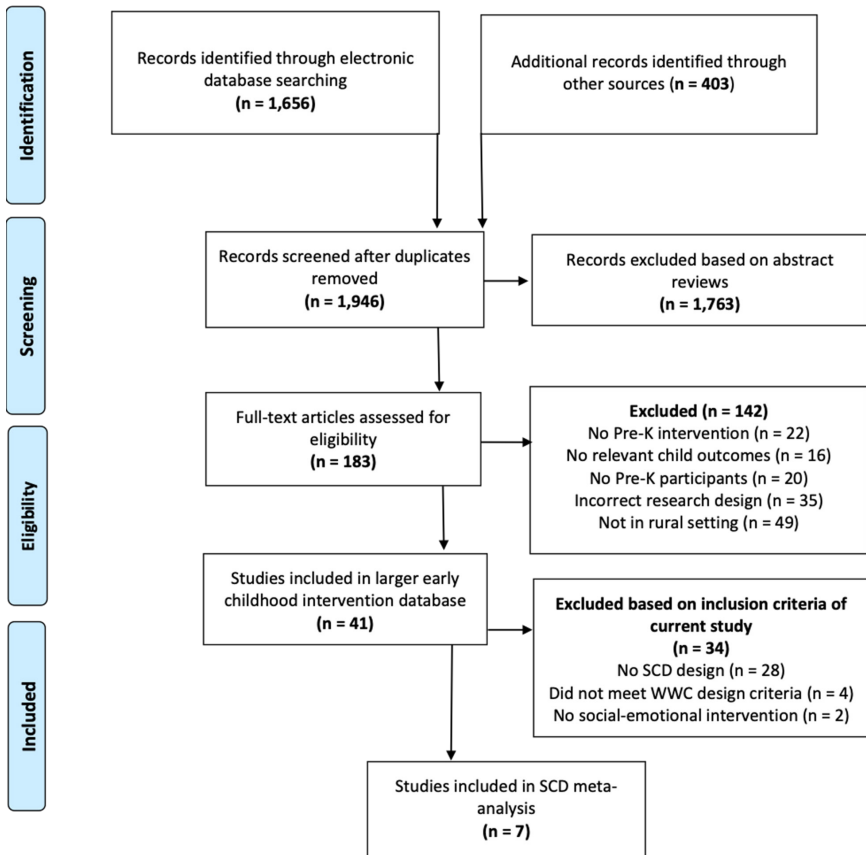 Identification
Records identified through electronic
database searching
(n = 1,656)
Additional records identified through
other sources (n = 403)
Screening
Records screened after duplicates
removed
(n = 1,946)
Records excluded based on abstract
reviews
(n = 1,763)
Eligibility
Full-text articles assessed for
eligibility
(n = 183)
Excluded (n = 142)
No Pre-K intervention (n = 22)
No relevant child outcomes (n = 16)
No Pre-K participants (n = 20)
Incorrect research design (n = 35)
Not in rural setting (n = 49)
Studies included in larger early
childhood intervention database
(n = 41)
Excluded based on inclusion criteria of
current study
(n = 34)
No SCD design (n = 28)
Did not meet WWC design criteria (n = 4)
No social-emotional intervention (n = 2)
Included
Studies included in SCD meta-
analysis
(n = 7)